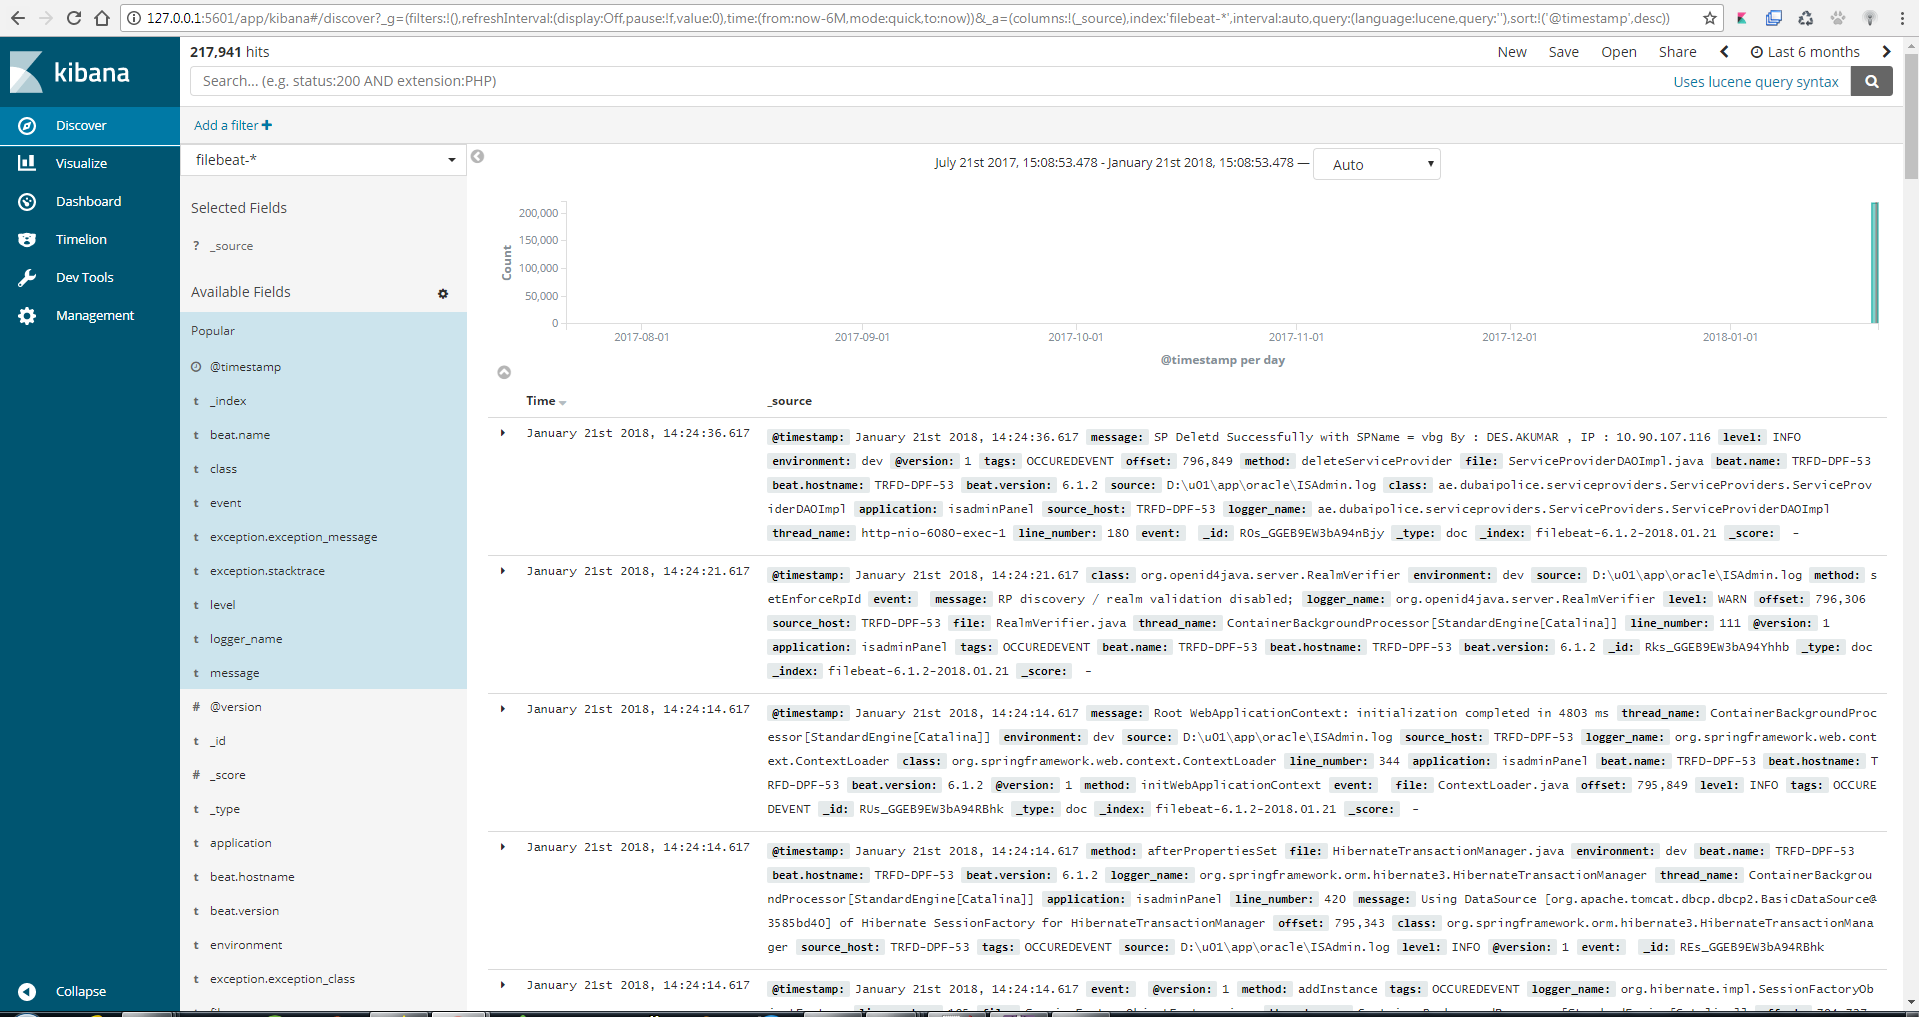 127.0.0.1:5601/app/kibana#/discover?_g=(filters:!(),refreshInterval:(display:Off,pause:!f,value:0),time:(from:now-6M,mode:quick,to:now))&_a=(columns:!(_source),index:'filebeat-*',interval:auto,query:(language:lucene,query:''),sort:!('@timestamp',desc))
kibana
217,941 hits
New Save Open Share Last 6 months
Search... (e.g. status:200 AND extension:PHP)
Uses lucene query syntax
Discover
Visualize
Dashboard
Timelion
Dev Tools
Management
Collapse
Add a filter +
filebeat-*
Selected Fields
? _source
Available Fields
Popular
@timestamp
t _index
t beat.name
t class
t event
t exception.exception_message
t exception.stacktrace
t level
t logger_name
t message
# @version
t _id
# _score
t _type
t application
t beat.hostname
t beat.version
t environment
t exception.exception_class
July 21st 2017, 15:08:53.478 - January 21st 2018, 15:08:53.478 — Auto
Count
200,000
150,000
100,000
50,000
0
2017-08-01 2017-09-01 2017-10-01 2017-11-01 2017-12-01 2018-01-01
@timestamp per day
Time _source
January 21st 2018, 14:24:36.617
@timestamp: January 21st 2018, 14:24:36.617 message: SP Deletd Successfully with SPName = vbg By : DES.AKUMAR , IP : 10.90.107.116 level: INFO
environment: dev @version: 1 tags: OCCUREDEVENT offset: 796,849 method: deleteServiceProvider file: ServiceProviderDAOImpl.java beat.name: TRFD-DPF-53
beat.hostname: TRFD-DPF-53 beat.version: 6.1.2 source: D:\u01\app\oracle\ISAdmin.log class: ae.dubaipolice.serviceproviders.ServiceProviders.ServiceProv
iderDAOImpl application: isadminPanel source_host: TRFD-DPF-53 logger_name: ae.dubaipolice.serviceproviders.ServiceProviders.ServiceProviderDAOImpl
thread_name: http-nio-6080-exec-1 line_number: 180 event: _id: ROs_GGEB9EW3bA94nBjy _type: doc _index: filebeat-6.1.2-2018.01.21 _score: -
January 21st 2018, 14:24:21.617
@timestamp: January 21st 2018, 14:24:21.617 class: org.openid4java.server.RealmVerifier environment: dev source: D:\u01\app\oracle\ISAdmin.log method: s
etEnforceRpId event: message: RP discovery / realm validation disabled; logger_name: org.openid4java.server.RealmVerifier level: WARN offset: 796,306
source_host: TRFD-DPF-53 file: RealmVerifier.java thread_name: ContainerBackgroundProcessor[StandardEngine[Catalina]] line_number: 111 @version: 1
application: isadminPanel tags: OCCUREDEVENT beat.name: TRFD-DPF-53 beat.hostname: TRFD-DPF-53 beat.version: 6.1.2 _id: Rks_GGEB9EW3bA94Yhhb _type: doc
_index: filebeat-6.1.2-2018.01.21 _score: -
January 21st 2018, 14:24:14.617
@timestamp: January 21st 2018, 14:24:14.617 message: Root WebApplicationContext: initialization completed in 4803 ms thread_name: ContainerBackgroundProc
essor[StandardEngine[Catalina]] environment: dev source: D:\u01\app\oracle\ISAdmin.log source_host: TRFD-DPF-53 logger_name: org.springframework.web.cont
ext.ContextLoader class: org.springframework.web.context.ContextLoader line_number: 344 application: isadminPanel beat.name: TRFD-DPF-53 beat.hostname: T
RFD-DPF-53 beat.version: 6.1.2 @version: 1 method: initWebApplicationContext event: file: ContextLoader.java offset: 795,849 level: INFO tags: OCCURE
DEVENT _id: RUs_GGEB9EW3bA94RBhk _type: doc _index: filebeat-6.1.2-2018.01.21 _score: -
January 21st 2018, 14:24:14.617
@timestamp: January 21st 2018, 14:24:14.617 method: afterPropertiesSet file: HibernateTransactionManager.java environment: dev beat.name: TRFD-DPF-53
beat.hostname: TRFD-DPF-53 beat.version: 6.1.2 logger_name: org.springframework.orm.hibernate3.HibernateTransactionManager thread_name: ContainerBackgrou
ndProcessor[StandardEngine[Catalina]] application: isadminPanel line_number: 420 message: Using DataSource [org.apache.tomcat.dbcp.dbcp2.BasicDataSource@
3585bd40] of Hibernate SessionFactory for HibernateTransactionManager offset: 795,343 class: org.springframework.orm.hibernate3.HibernateTransactionMana
ger source_host: TRFD-DPF-53 tags: OCCUREDEVENT source: D:\u01\app\oracle\ISAdmin.log level: INFO @version: 1 event: _id: REs_GGEB9EW3bA94RBhk
January 21st 2018, 14:24:14.617
@timestamp: January 21st 2018, 14:24:14.617 event: @version: 1 method: addInstance tags: OCCUREDEVENT logger_name: org.hibernate.impl.SessionFactoryOb